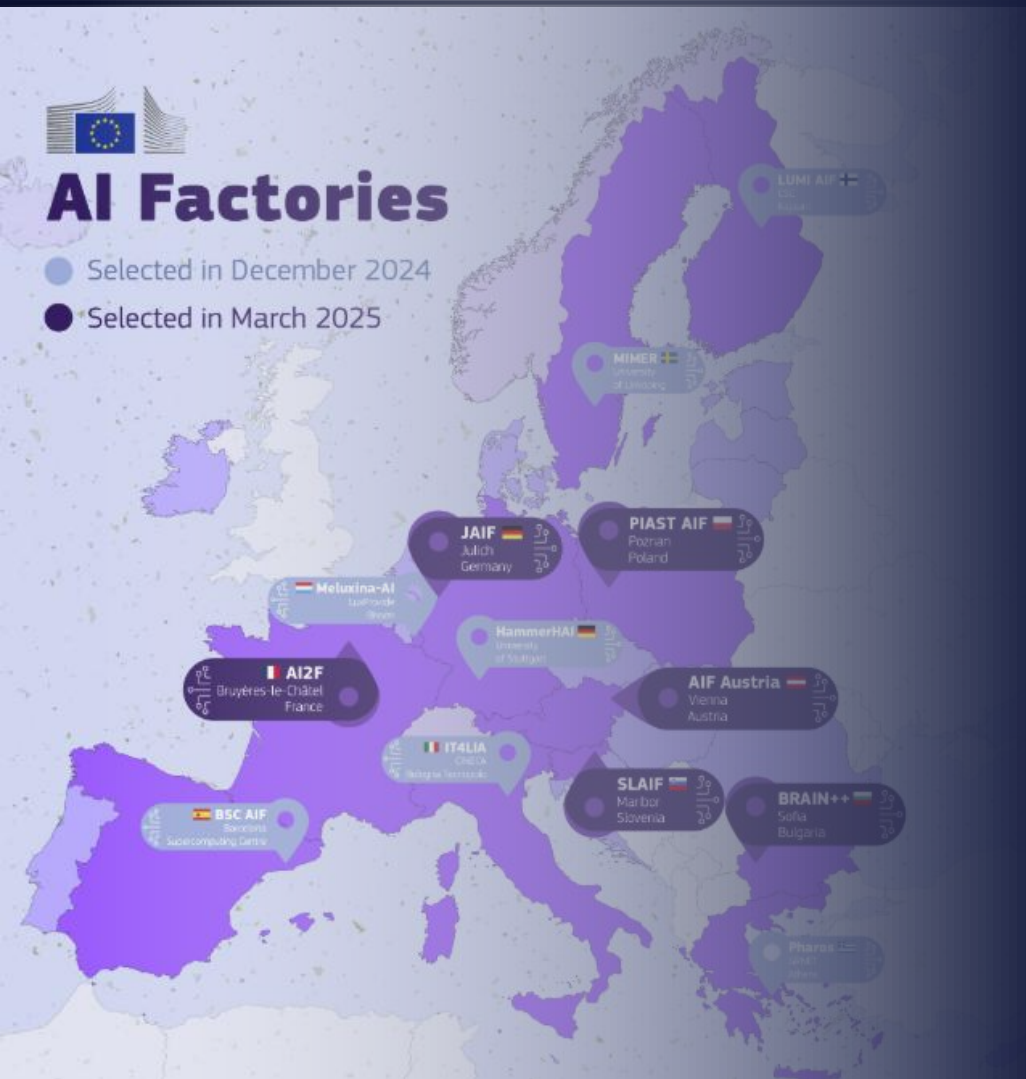 AI Factories
Selected in December 2024
Selected in March 2025
LUMI AIF
MIMER
University
of Linköping
JAIF
Julich
Germany
PIAST AIF
Poznan
Poland
Meluxina-AI
LuxProvide
HammerHAI
University
of Stuttgart
AI2F
Bruyères-le-Châtel
France
AIF Austria
Vienna
Austria
IT4LIA
CINECA
Bologna Tecnopolo
SLAIF
Maribor
Slovenia
BRAIN++
Sofia
Bulgaria
BSC AIF
Barcelona
Supercomputing Centre
Pharos
Athens